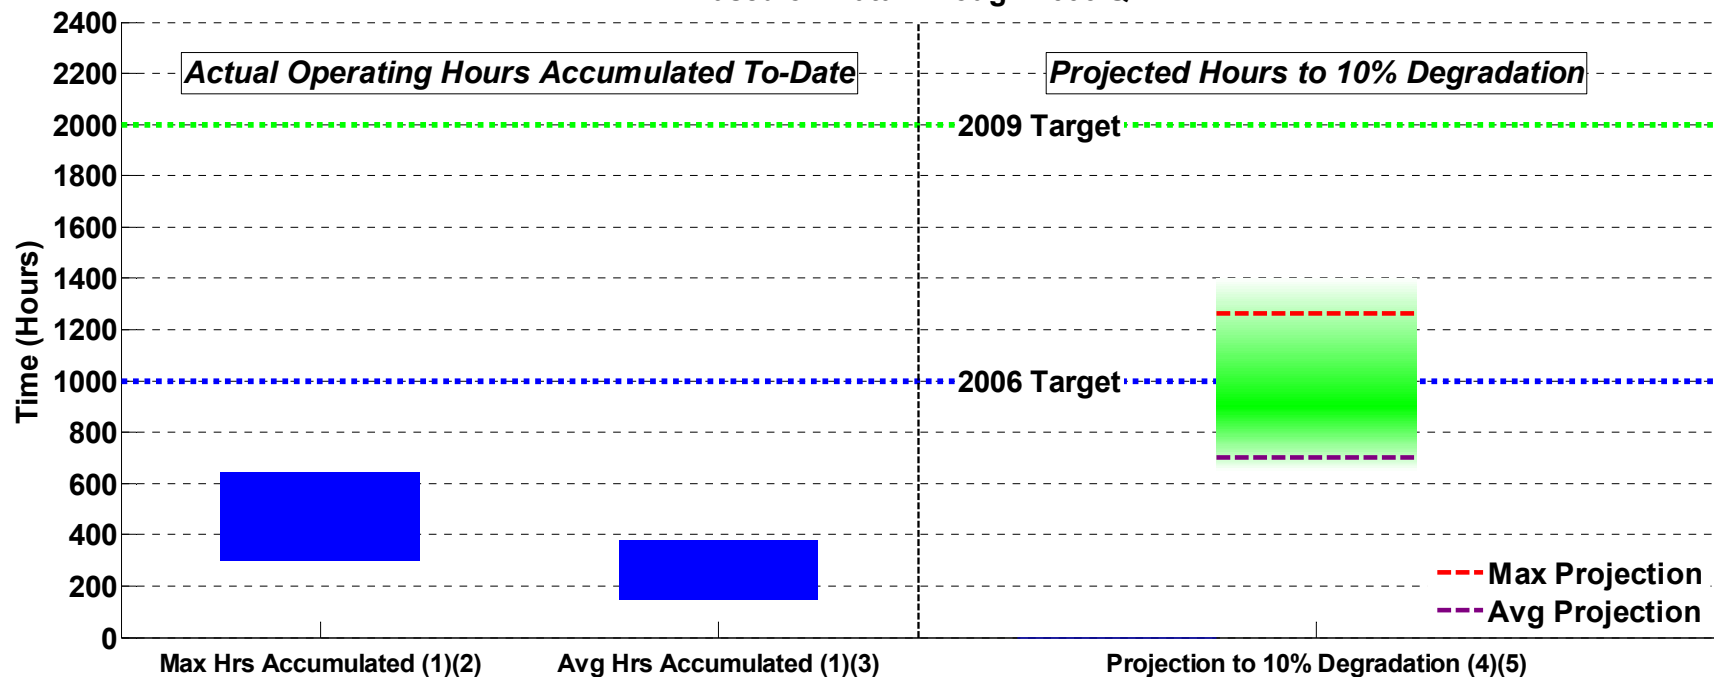 2400
2200
2000
1800
1600
1400
1200
1000
800
600
400
200
0
Time (Hours)
Actual Operating Hours Accumulated To-Date
Projected Hours to 10% Degradation
2009 Target
2006 Target
Max Projection
Avg Projection
Max Hrs Accumulated (1)(2)
Avg Hrs Accumulated (1)(3)
Projection to 10% Degradation (4)(5)